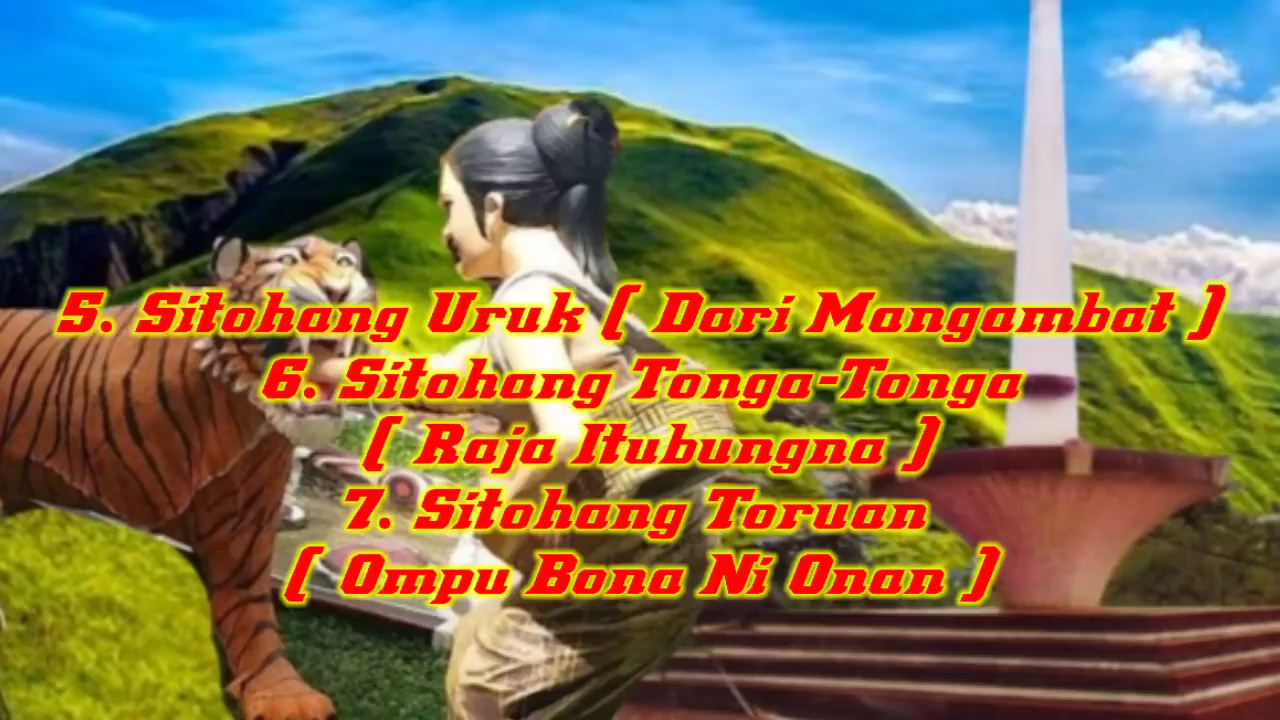 5. Sitohang Uruk ( Dari Mangambat )
6. Sitohang Tonga-Tonga
( Raja Itubungna )
7. Sitohang Toruan
( Ompu Bona Ni Onan )